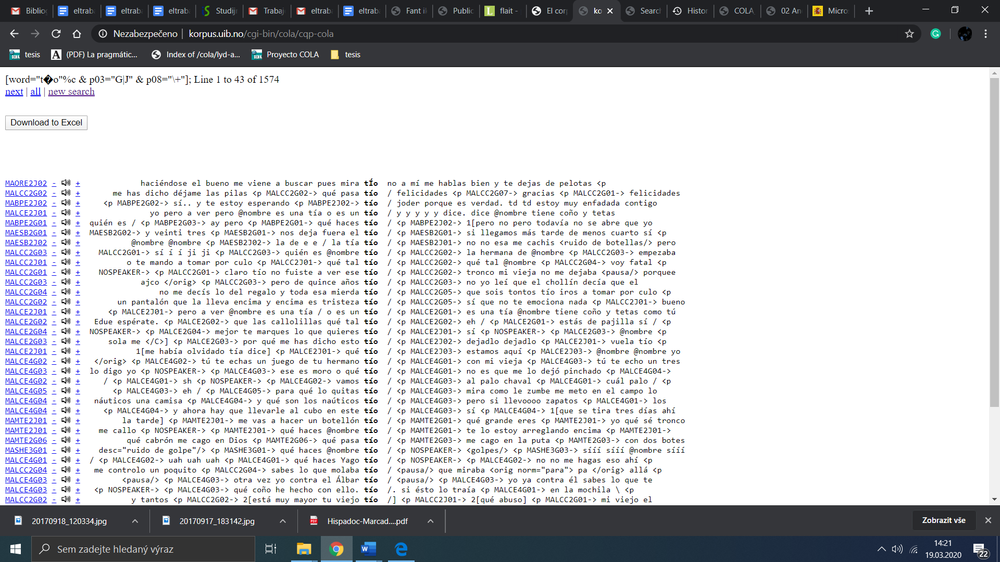 Bibliog
eltraba
eltraba
eltraba
Studijn
Trabaj
eltraba
eltraba
Fant ik
Public
flait -
El corp
ko
Search
Histor
COLA_
02 An
Micro
Nezabezpečeno | korpus.uib.no/cgi-bin/cola/cqp-cola
tesis (PDF) La pragmátic... Index of /cola/lyd-a... Proyecto COLA tesis
[word="t�o"%c & p03="G|J" & p08="\+"]; Line 1 to 43 of 1574
next | all | new search
Download to Excel
MAORE2J02 - + haciéndose el bueno me viene a buscar pues mira tÍo no a mí me hablas bien y te dejas de pelotas <p
MALCC2G02 - + me has dicho déjame las pilas <p MALCC2G02-> qué pasa tío / felicidades <p MALCC2G07-> gracias <p MALCC2G01-> felicidades
MABPE2J02 - + <p MABPE2G02-> sí.. y te estoy esperando <p MABPE2J02-> tío / joder porque es verdad. td td estoy muy enfadada contigo
MALCE2J01 - + yo pero a ver pero @nombre es una tía o es un tío / y y y y y dice. dice @nombre tiene coño y tetas
MABPE2G01 - + quién es / <p MABPE2G03-> ay pero <p MABPE2G01-> qué haces tío / <p MABPE2J02-> 1[pero no pero todavía no se abre que yo
MAESB2G01 - + MAESB2G02-> y veinti tres <p MAESB2G01-> nos deja fuera el tío / <p MAESB2G01-> si llegamos más tarde de menos cuarto sí <p
MAESB2J02 - + @nombre @nombre <p MAESB2J02-> la de e e / la tía tío / <p MAESB2J01-> no no esa me cachis <ruido de botellas/> pero
MALCC2G03 - + MALCC2G01-> sí í í ji ji <p MALCC2G03-> quién es @nombre tío / <p MALCC2G02-> la hermana de @nombre <p MALCC2G03-> empezaba
MALCC2J01 - + o te mando a tomar por culo <p MALCC2J01-> qué tal tío / <p MALCC2G02-> qué tal @nombre <p MALCC2G04-> voy fatal <p
MALCC2G01 - + NOSPEAKER-> <p MALCC2G01-> claro tío no fuiste a ver ese tío / <p MALCC2G02-> tronco mi vieja no me dejaba <pausa/> porquee
MALCC2G03 - + ajco </orig> <p MALCC2G03-> pero de quince años tío / <p MALCC2G03-> no yo leí que el chollín decía que el
MALCC2G04 - + no me decís lo del regalo y toda esa mierda tío / <p MALCC2G05-> que sois tontos tío iros a tomar por culo <p
MALCC2G02 - + un pantalón que la lleva encima y encima es tristeza tío / <p MALCC2G05-> sí que no te emociona nada <p MALCC2J01-> bueno
MALCE2J01 - + <p MALCE2J01-> pero a ver @nombre es una tía / o es un tío / <p MALCE2G01-> es una tía @nombre tiene coño y tetas como tú
MALCE2G02 - + Edue espérate. <p MALCE2G02-> que las callolillas qué tal tío / <p MALCE2G02-> eh / <p MALCE2G01-> estás de pajilla sí / <p
MALCE2G04 - + NOSPEAKER-> <p MALCE2G04-> mejor te marques lo que quieres tío / <p MALCE2J01-> sí <p NOSPEAKER-> <p MALCE2G03-> @nombre <p
MALCE2G03 - + sola me </C>] <p MALCE2G03-> por qué me has dicho esto tío / <p MALCE2J02-> dejadlo dejadlo <p MALCE2J01-> vuela tío <p
MALCE2J01 - + 1[me había olvidado tía dice] <p MALCE2J01-> qué tío / <p MALCE2J03-> estamos aquí <p MALCE2J03-> @nombre @nombre yo
MALCE4G02 - + </orig> <p MALCE4G02-> tú te echas un juego de tu hermano tío / <p MALCE4G01-> con mi vieja <p MALCE4G03-> tú te echo un tres
MALCE4G03 - + lo digo yo <p NOSPEAKER-> <p MALCE4G03-> ese es moro o qué tío / <p MALCE4G01-> no es que me lo dejó pinchado <p MALCE4G04->
MALCE4G02 - + / <p MALCE4G01-> sh <p NOSPEAKER-> <p MALCE4G02-> vamos tío / <p MALCE4G03-> al palo chaval <p MALCE4G01-> cuál palo / <p
MALCE4G05 - + <p MALCE4G03-> eh / <p MALCE4G05-> para qué lo quitas tío / <p MALCE4G03-> mira como le zumbe me meto en el campo lo
MALCE4G04 - + náuticos una camisa <p MALCE4G04-> y qué son los naúticos tío / <p MALCE4G03-> pero si llevoooo zapatos <p MALCE4G01-> los
MALCE4G04 - + <p MALCE4G04-> y ahora hay que llevarle al cubo en este tío / <p MALCE4G03-> sí <p MALCE4G04-> 1[que se tira tres días ahí
MAMTE2J01 - + la tarde] <p MAMTE2J01-> me vas a hacer un botellón tío / <p MAMTE2G01-> qué grande eres <p MAMTE2J01-> yo qué sé tronco
MAMTE2J01 - + me callo <p NOSPEAKER-> <p MAMTE2J01-> qué haces @nombre tío / <p MAMTE2G01-> te lo estoy arreglando encima <p MAMTE2J01->
MAMTE2G06 - + qué cabrón me cago en Dios <p MAMTE2G06-> qué pasa tío / <p MAMTE2G03-> me cago en la puta <p MAMTE2G03-> con dos botes
MASHE3G01 - + desc="ruido de golpe"/> <p MASHE3G01-> qué haces @nombre tío / <p NOSPEAKER-> <golpes/> <p MASHE3G03-> sííí sííí @nombre sííí
MALCE4G01 - + / <p MALCE4G02-> uah uah uah <p MALCE4G01-> qué haces Yago tío / <p NOSPEAKER-> <p MALCE4G02-> no no me hagas eso ahí <p
MALCC2G04 - + me controlo un poquito <p MALCC2G04-> sabes lo que molaba tío / <pausa/> que miraba <orig norm="para"> pa </orig> allá <p
MALCE4G03 - + <pausa/> <p MALCE4G03-> otra vez yo contra el Álbar tío / <pausa/> <p MALCE4G03-> yo ya contra él sabes lo que te
MALCE4G03 - + <p NOSPEAKER-> <p MALCE4G03-> qué coño he hecho con ello. tío /. si ésto lo traía <p MALCE4G01-> en la mochila \ <p
MALCC2G02 - + y tantos <p MALCC2G02-> 2[está muy mayor tu viejo tío /] <p MALCC2J01-> 2[qué abuso] <p MALCC2G01-> mi viejo el
20170918_120334.jpg 20170917_183142.jpg Hispadoc-Marcad....pdf Zobrazit vše
Sem zadejte hledaný výraz
14:21
19.03.2020
22